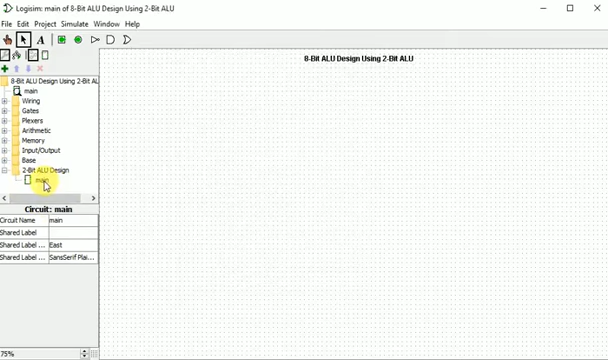 Logisim: main of 8-Bit ALU Design Using 2-Bit ALU
File Edit Project Simulate Window Help
A
8-Bit ALU Design Using 2-Bit ALU
8-Bit ALU Design Using 2-Bit AL
main
Wiring
Gates
Plexers
Arithmetic
Memory
Input/Output
Base
2-Bit ALU Design
main
Circuit: main
Circuit Name main
Shared Label
Shared Label ... East
Shared Label ... SansSerif Plai...
75%